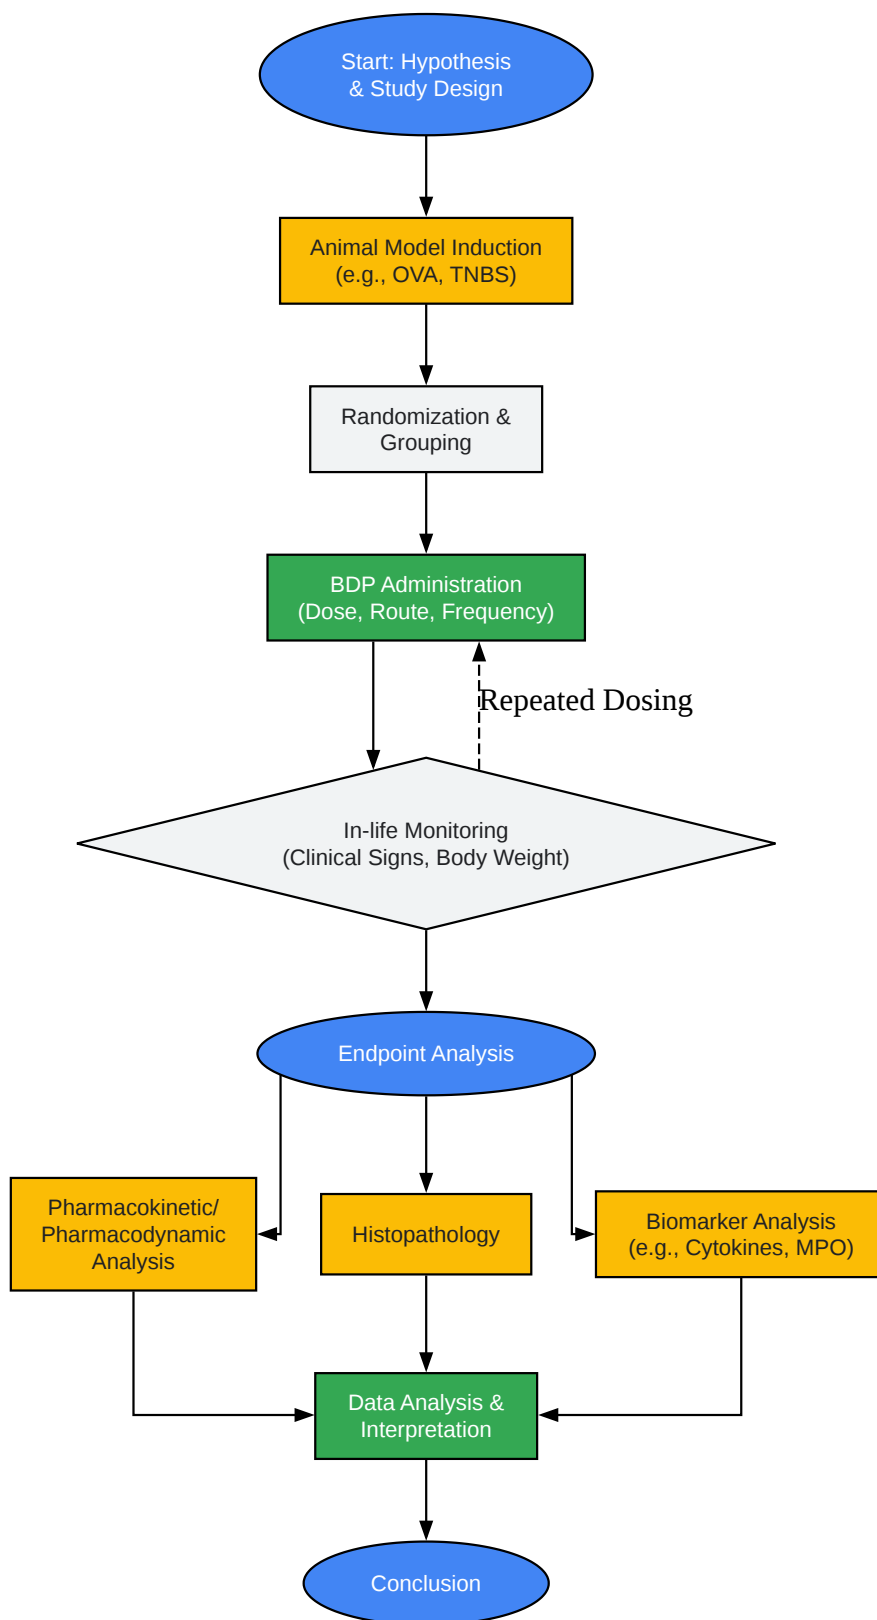 Start: Hypothesis
& Study Design
Animal Model Induction
(e.g., OVA, TNBS)
Randomization &
Grouping
BDP Administration
(Dose, Route, Frequency)
Repeated Dosing
In-life Monitoring
(Clinical Signs, Body Weight)
Endpoint Analysis
Pharmacokinetic/
Pharmacodynamic
Analysis
Histopathology
Biomarker Analysis
(e.g., Cytokines, MPO)
Data Analysis &
Interpretation
Conclusion